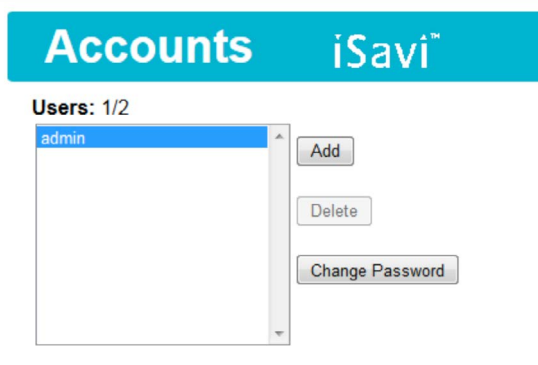 Accounts iSavi™
Users: 1/2
admin
Add
Delete
Change Password